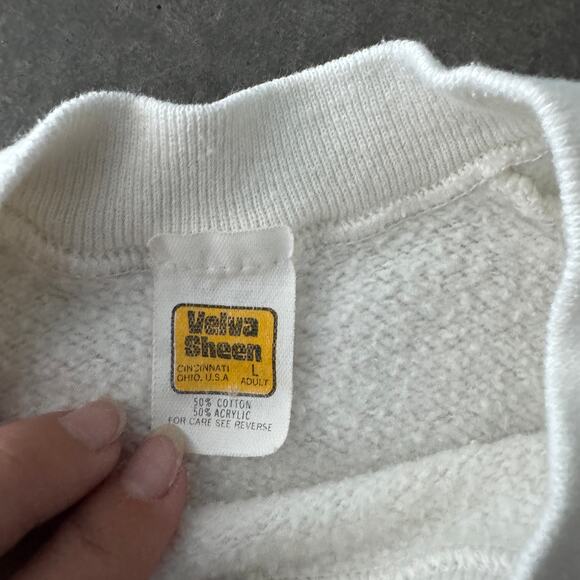 Velva
Sheen
CINCINNATI L
OHIO, U.S.A ADULT
50% COTTON
50% ACRYLIC
FOR CARE SEE REVERSE